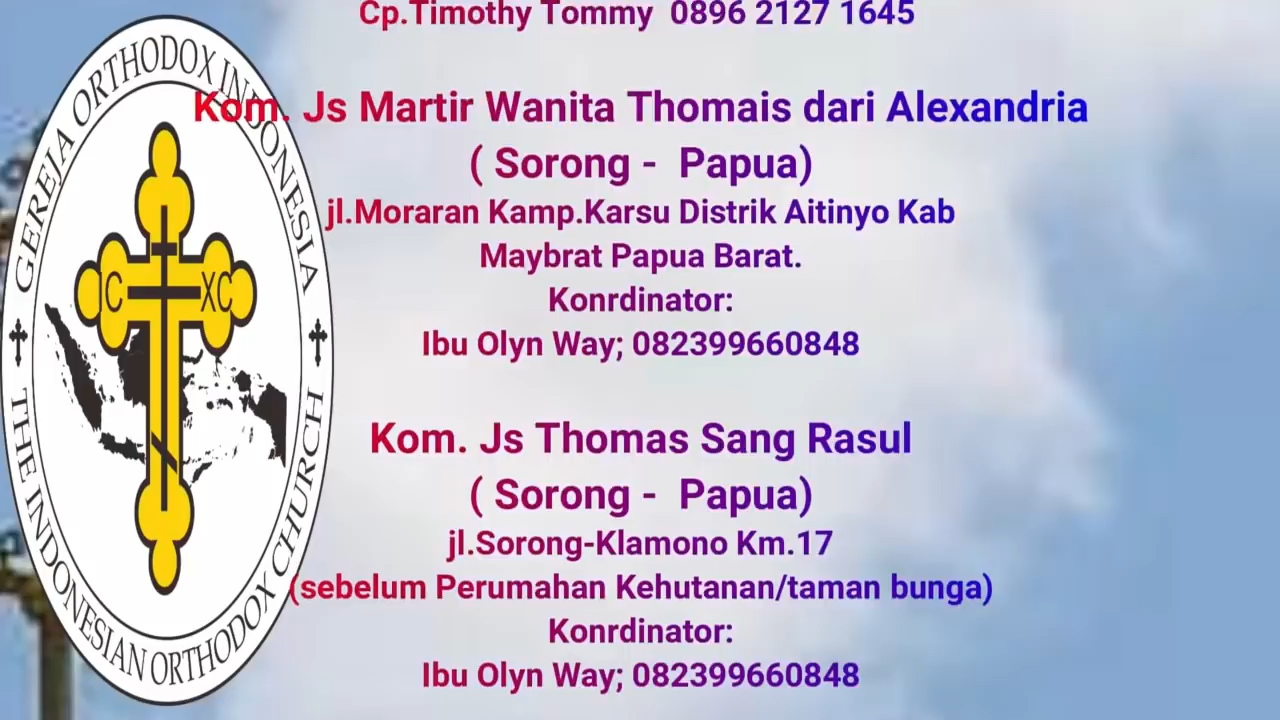 Cp.Timothy Tommy 0896 2127 1645
Kom. Js Martir Wanita Thomais dari Alexandria
( Sorong - Papua)
jl.Moraran Kamp.Karsu Distrik Aitinyo Kab
Maybrat Papua Barat.
Konrdinator:
Ibu Olyn Way; 082399660848
Kom. Js Thomas Sang Rasul
( Sorong - Papua)
jl.Sorong-Klamono Km.17
(sebelum Perumahan Kehutanan/taman bunga)
Konrdinator:
Ibu Olyn Way; 082399660848
GEREJA ORTHODOX INDONESIA
THE INDONESIAN ORTHODOX CHURCH
C XC